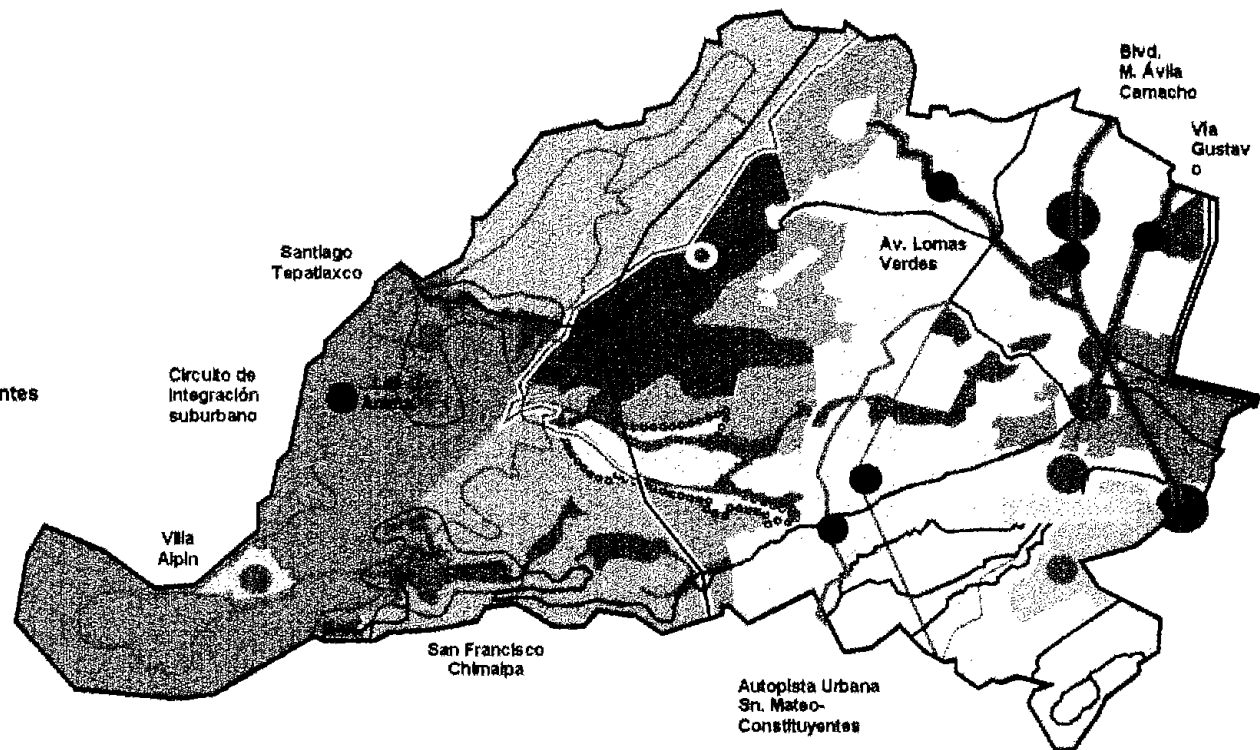 Blvd.
M. Ávila
Camacho
Vía
Gustav
o
Av. Lomas
Verdes
Santiago
Tepatlaxco
Circuito de
integración
suburbano
ntes
Villa
Alpin
San Francisco
Chimalpa
Autopista Urbana
Sn. Mateo-
Constituyentes